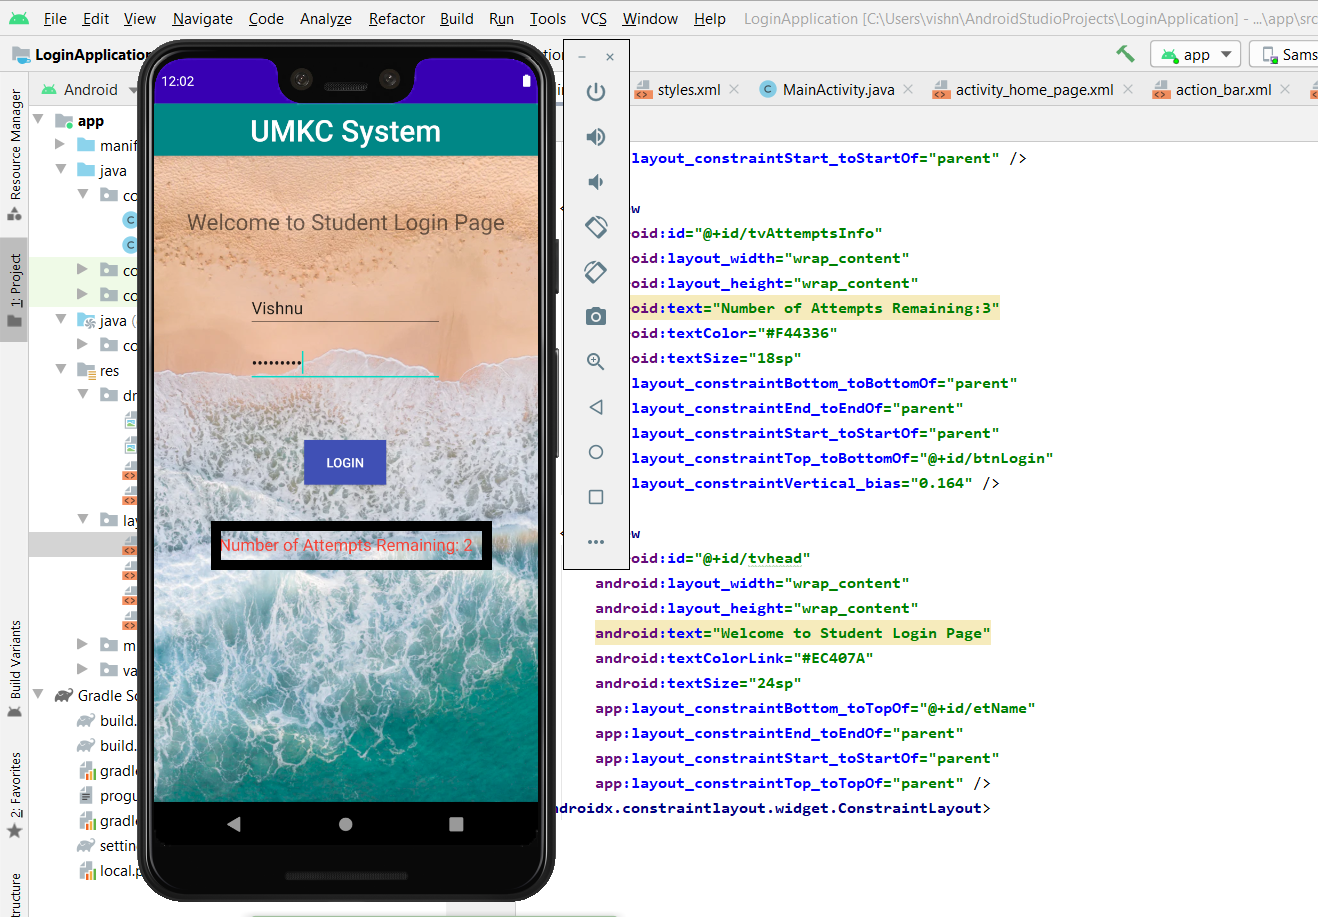 File Edit View Navigate Code Analyze Refactor Build Run Tools VCS Window Help LoginApplication [C:\Users\vishn\AndroidStudioProjects\LoginApplication] - ...\app\src
LoginApplication app Sams
Android styles.xml MainActivity.java activity_home_page.xml action_bar.xml
Resource Manager
1: Project
Build Variants
2: Favorites
app
manif
java
co
co
co
java (
co
res
dr
lay
m
va
Gradle Sc
build.
build.
gradle
progu
gradle
settin
local.p
12:02
UMKC System
Welcome to Student Login Page
Vishnu
•••••••••
LOGIN
Number of Attempts Remaining: 2
layout_constraintStart_toStartOf="parent" />
w
oid:id="@+id/tvAttemptsInfo"
oid:layout_width="wrap_content"
oid:layout_height="wrap_content"
oid:text="Number of Attempts Remaining:3"
oid:textColor="#F44336"
oid:textSize="18sp"
layout_constraintBottom_toBottomOf="parent"
layout_constraintEnd_toEndOf="parent"
layout_constraintStart_toStartOf="parent"
layout_constraintTop_toBottomOf="@+id/btnLogin"
layout_constraintVertical_bias="0.164" />
w
oid:id="@+id/tvhead"
android:layout_width="wrap_content"
android:layout_height="wrap_content"
android:text="Welcome to Student Login Page"
android:textColorLink="#EC407A"
android:textSize="24sp"
app:layout_constraintBottom_toTopOf="@+id/etName"
app:layout_constraintEnd_toEndOf="parent"
app:layout_constraintStart_toStartOf="parent"
app:layout_constraintTop_toTopOf="parent" />
ndroidx.constraintlayout.widget.ConstraintLayout>